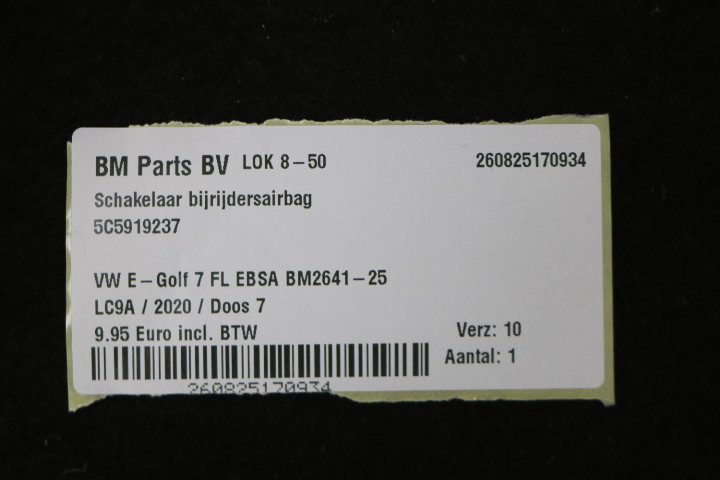 BM Parts BV LOK 8-50 260825170934
Schakelaar bijrijdersairbag
5C5919237
VW E-Golf 7 FL EBSA BM2641-25
LC9A / 2020 / Doos 7
9.95 Euro incl. BTW Verz: 10
Aantal: 1
260825170934